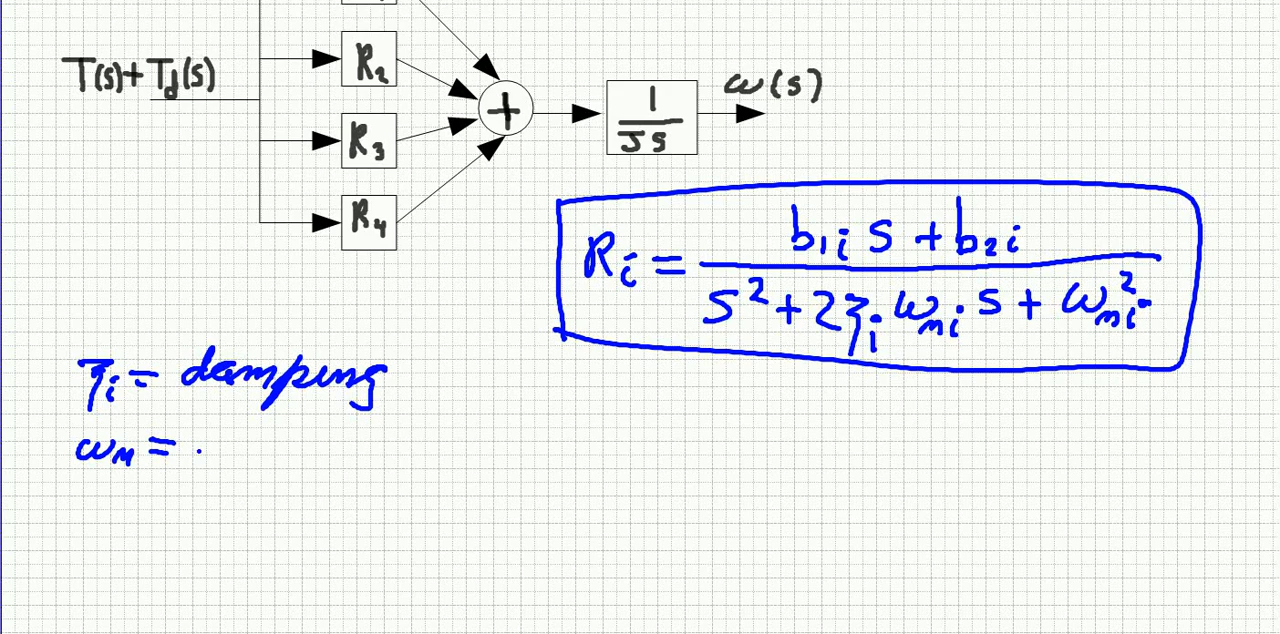 T(s)+Td(s)
R₂
R₃
R₄
+
1
Js
ω(s)
Rᵢ = (b₁ᵢ s + b₂ᵢ) / (s² + 2ζᵢ ωₙᵢ s + ωₙᵢ²)
ζᵢ = damping
ωₙ =